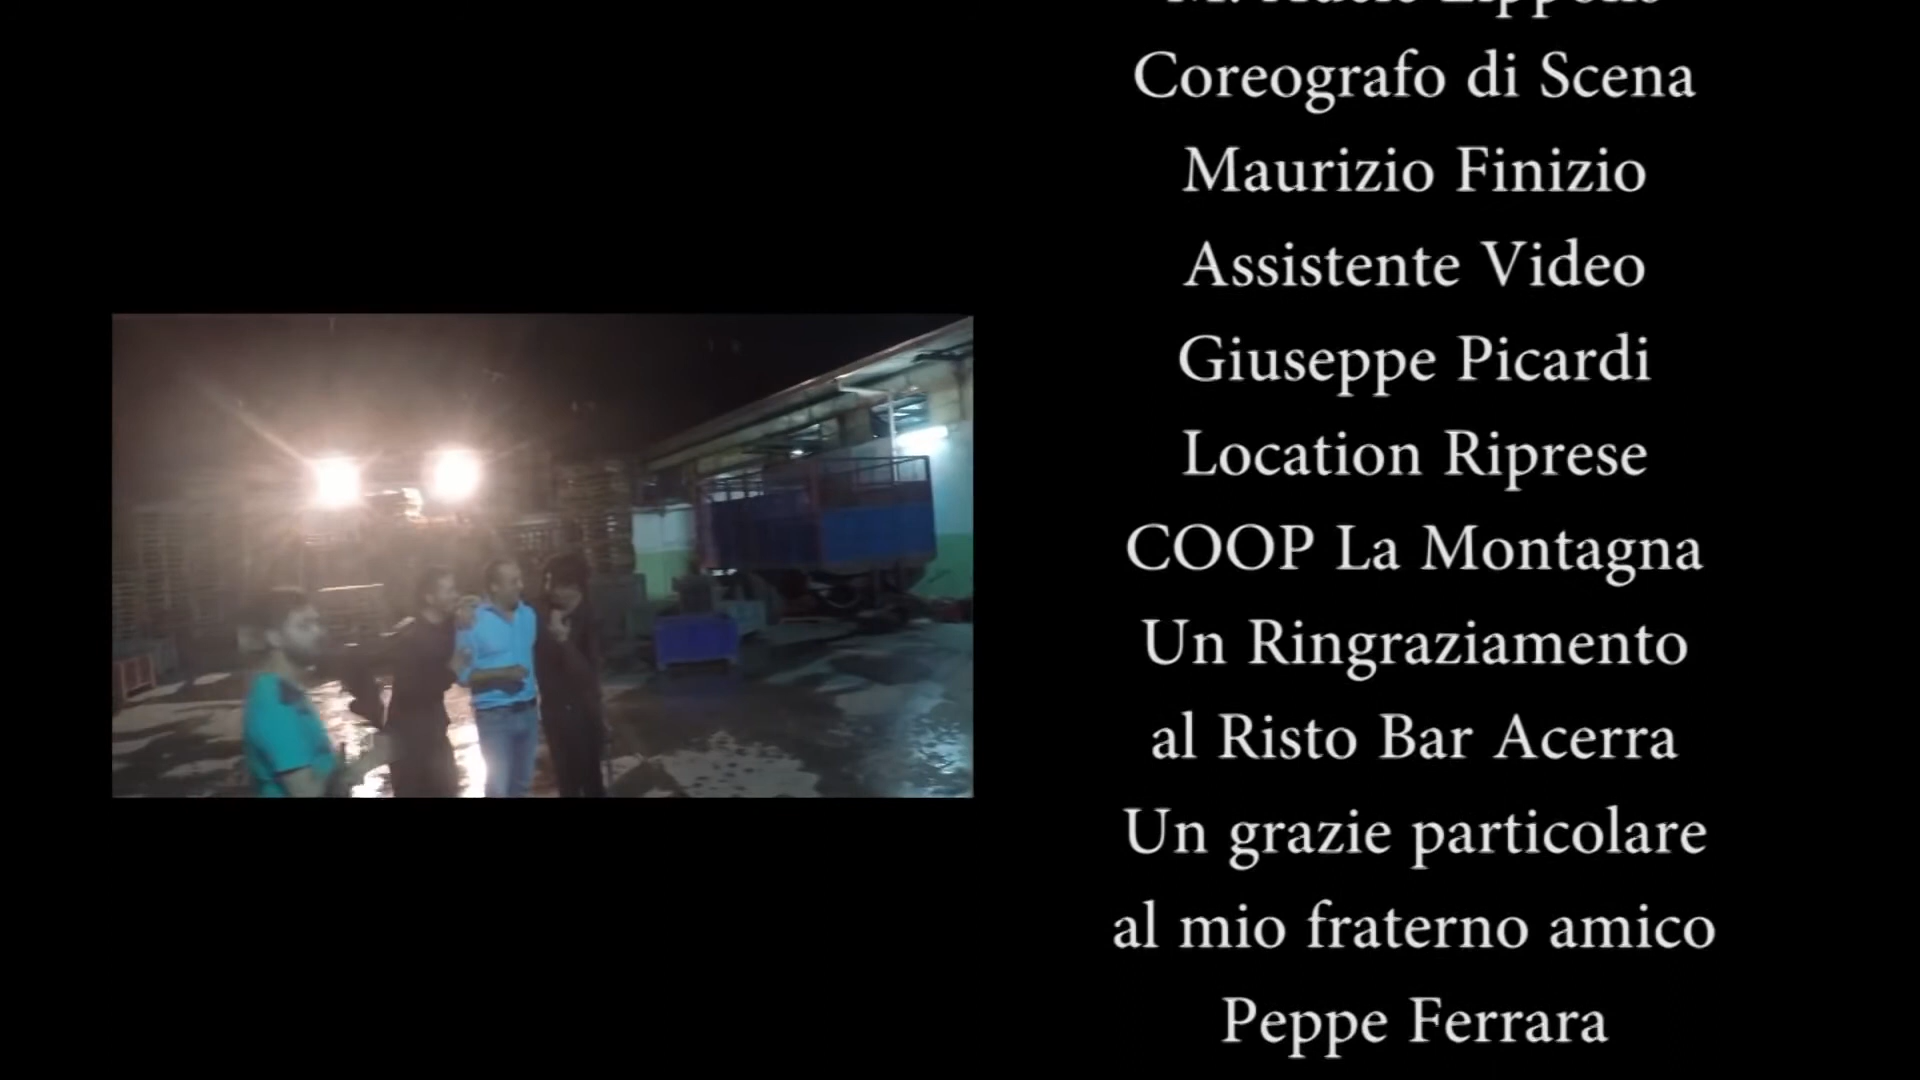 Coreografo di Scena
Maurizio Finizio
Assistente Video
Giuseppe Picardi
Location Riprese
COOP La Montagna
Un Ringraziamento
al Risto Bar Acerra
Un grazie particolare
al mio fraterno amico
Peppe Ferrara